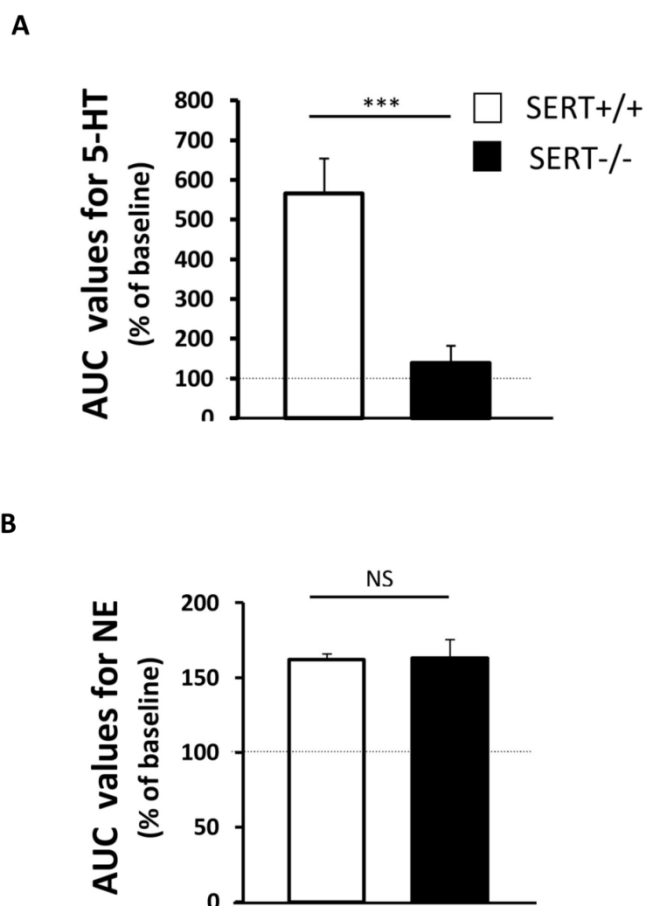 A
AUC values for 5-HT
(% of baseline)
800
700
600
500
400
300
200
100
0
***
SERT+/+
SERT-/-
B
AUC values for NE
(% of baseline)
200
150
100
50
0
NS